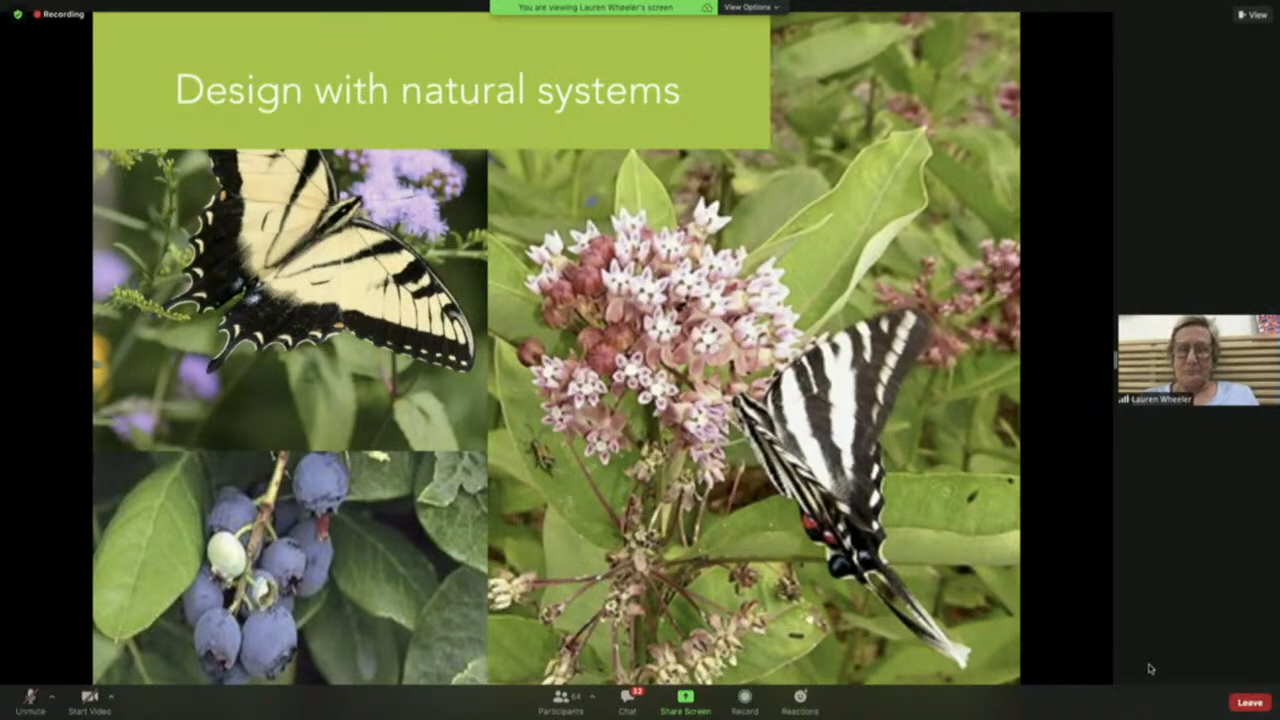 Recording
You are viewing Lauren Wheeler's screen
View Options
View
Design with natural systems
Lauren Wheeler
Unmute
Start Video
Participants
64
Chat
32
Share Screen
Record
Reactions
Leave